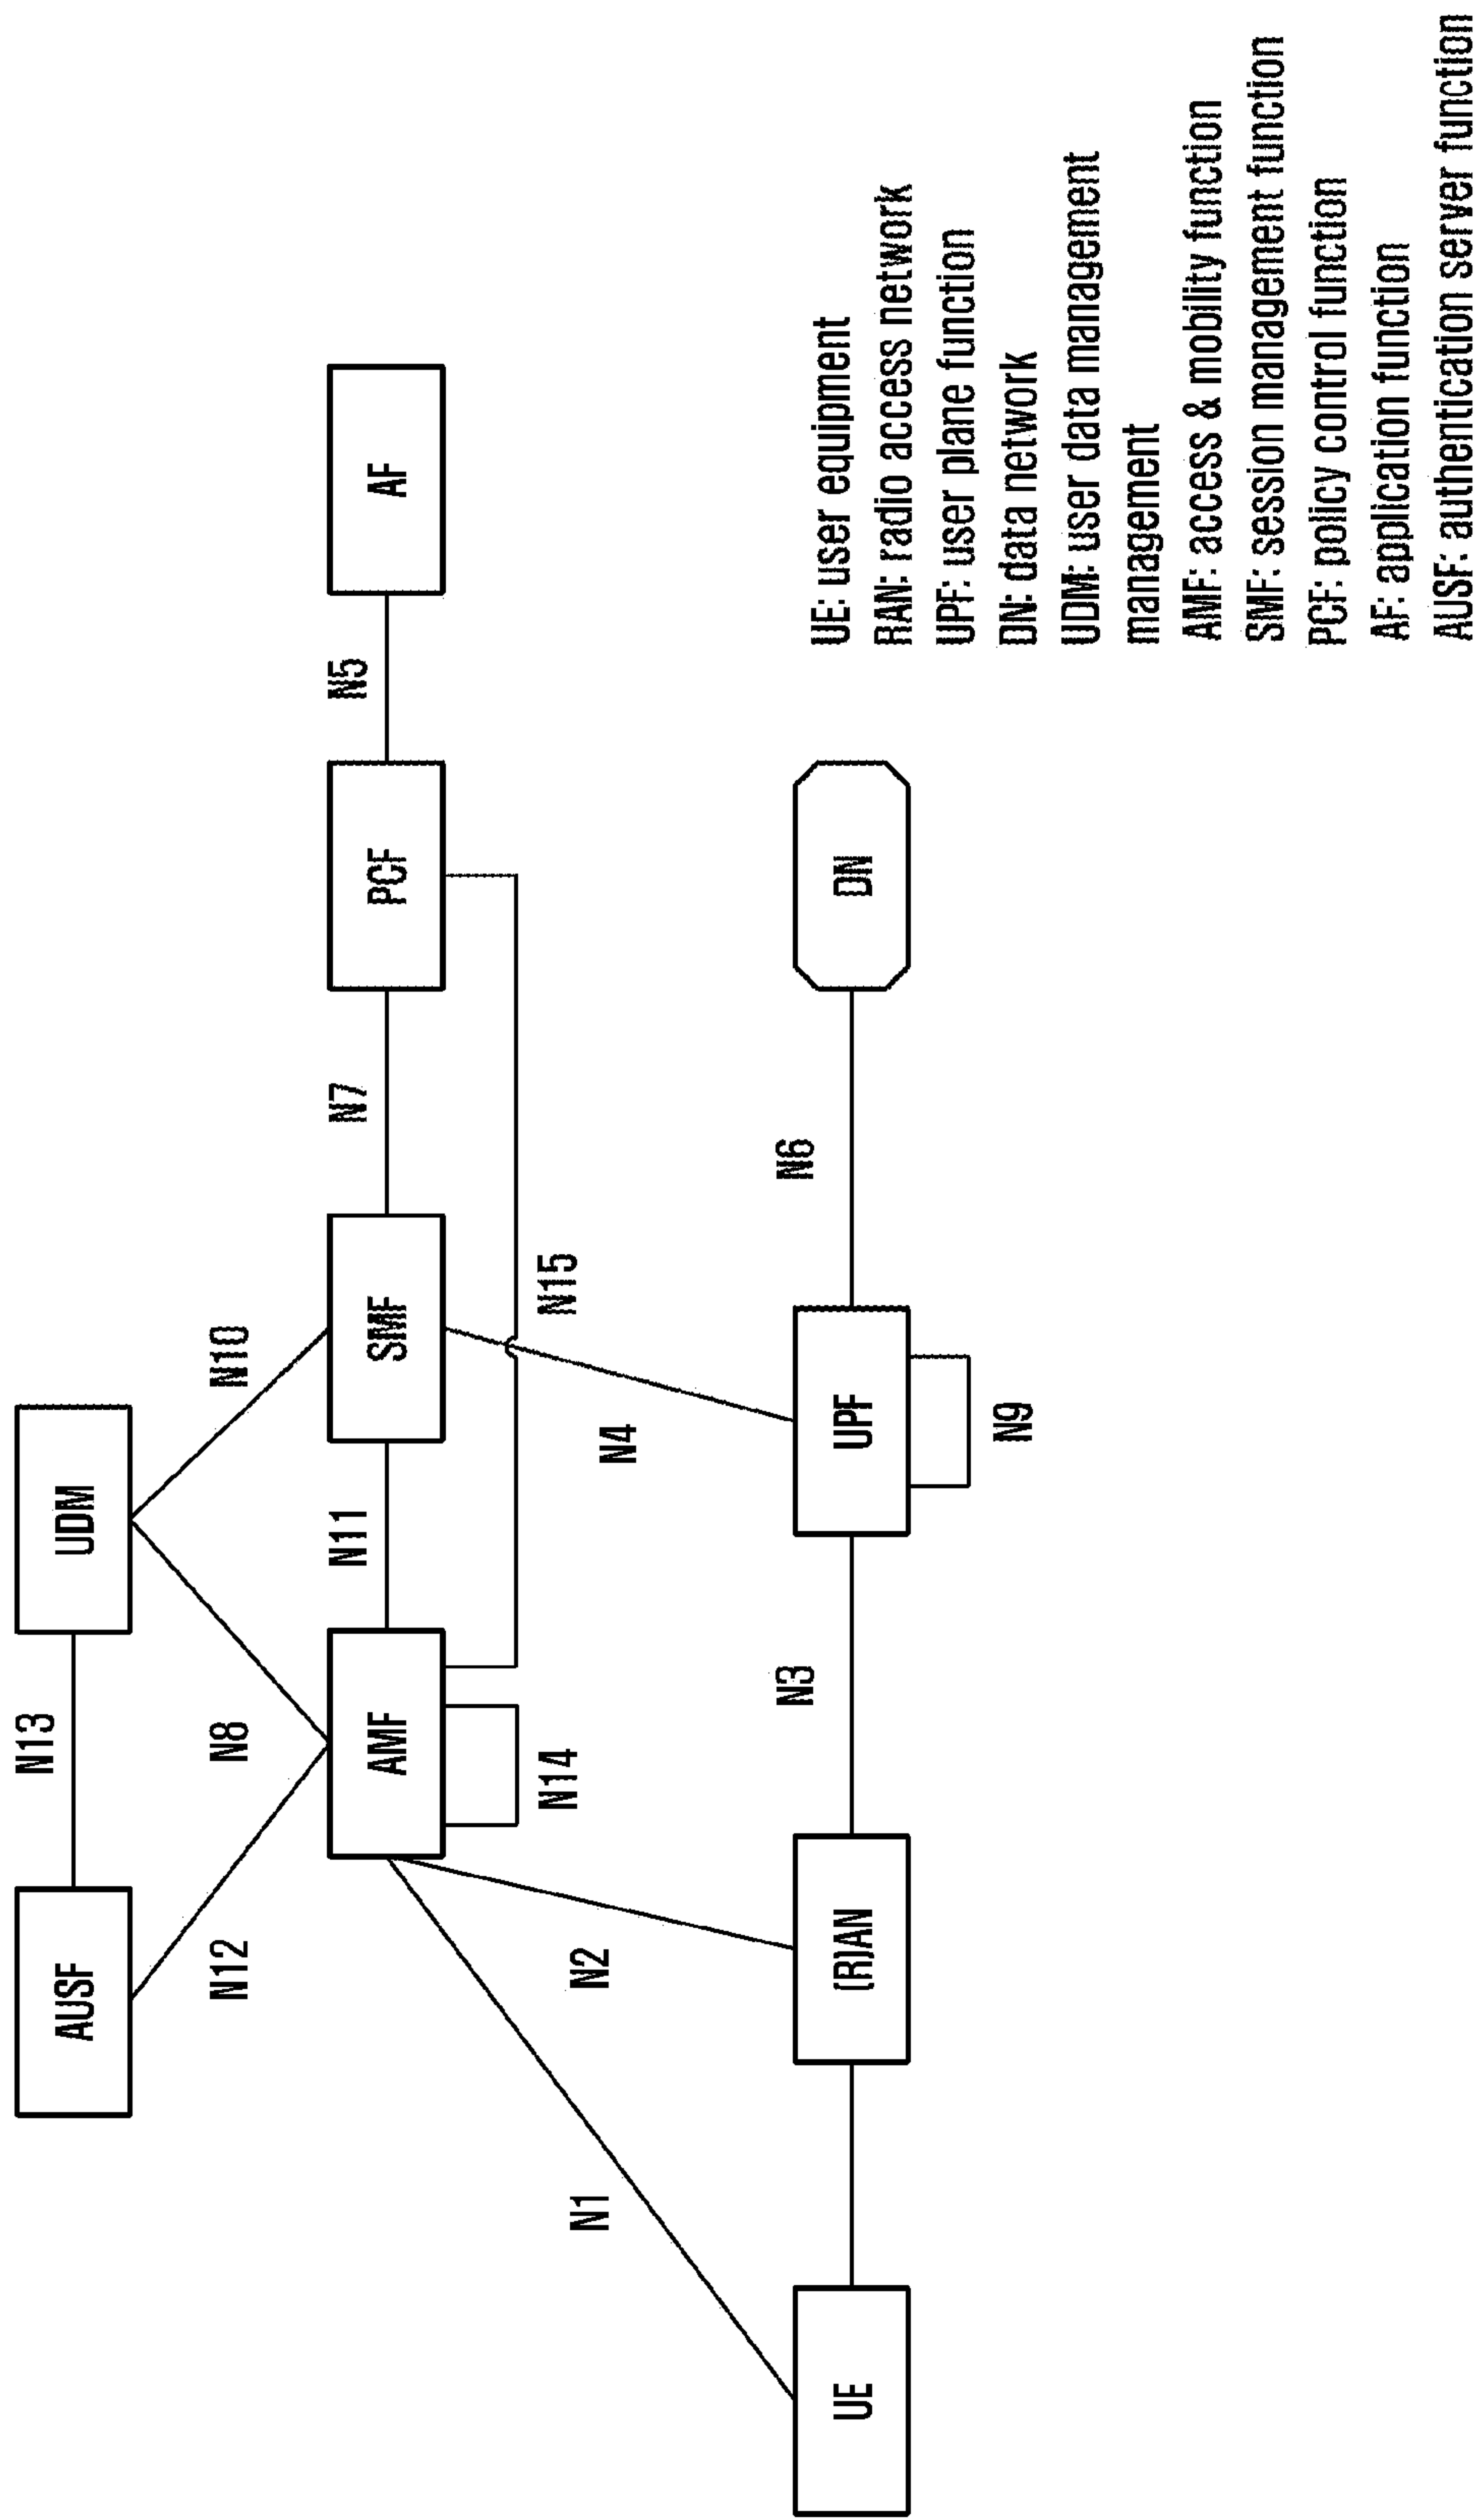 N13
AUSF
UDM
N12
N8
N10
N11
N7
N5
AMF
SMF
PCF
AF
N14
N15
N1
N2
N4
N3
N6
UE
(R)AN
UPF
DN
N9
UE: user equipment
RAN: radio access network
UPF: user plane function
DN: data network
UDM: user data management
management
AMF: access & mobility function
SMF: session management function
PCF: policy control function
AF: application function
AUSF: authentication server function